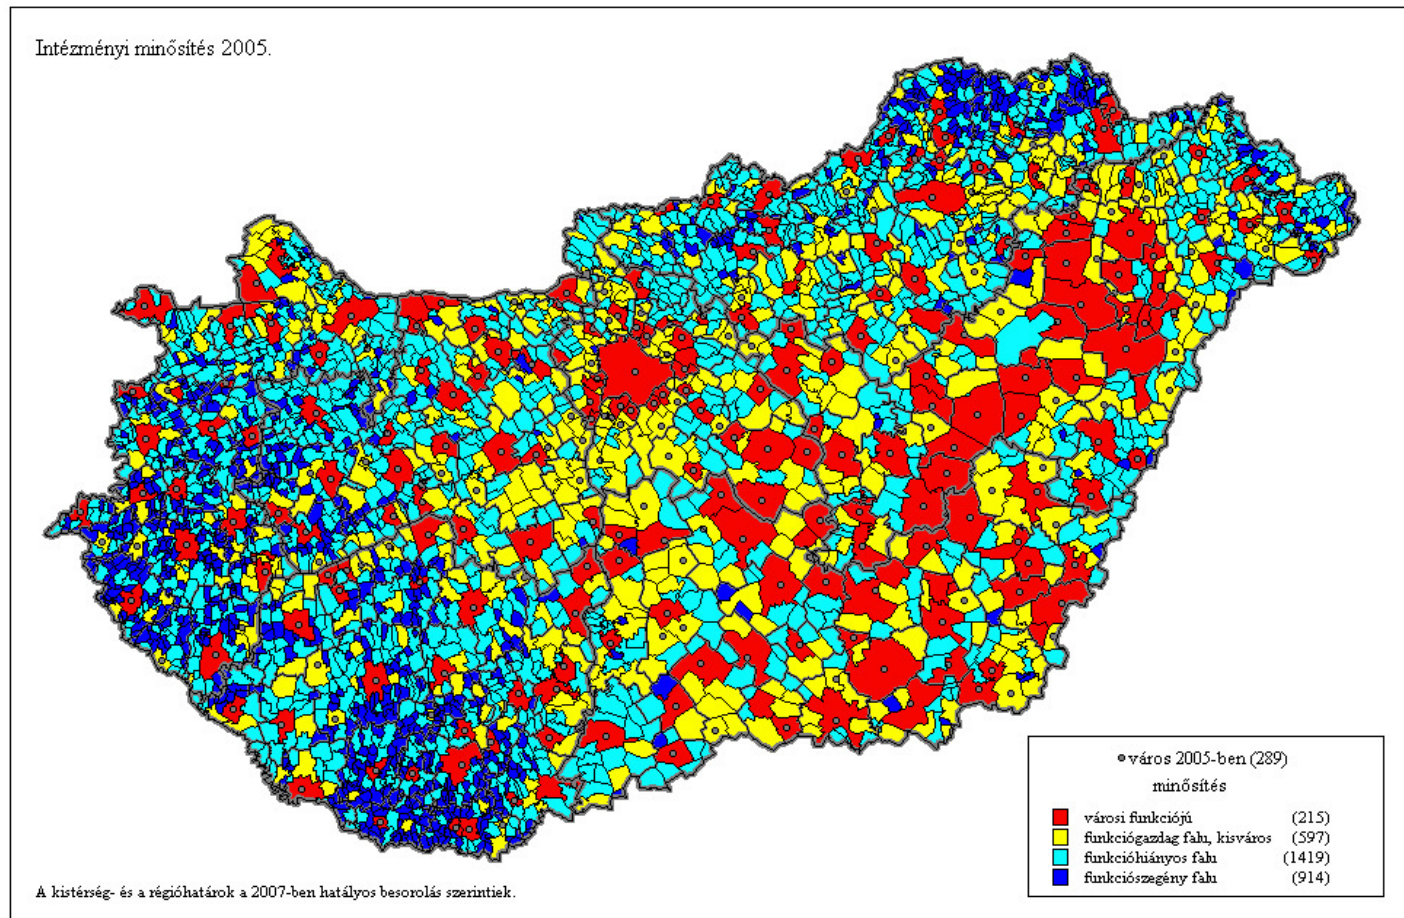 Intézményi minősítés 2005.
város 2005-ben (289)
minősítés
városi funkciójú (215)
funkciógazdag falu, kisváros (597)
funkcióhiányos falu (1419)
funkciószegény falu (914)
A kistérség- és a régióhatárok a 2007-ben hatályos besorolás szerintiek.